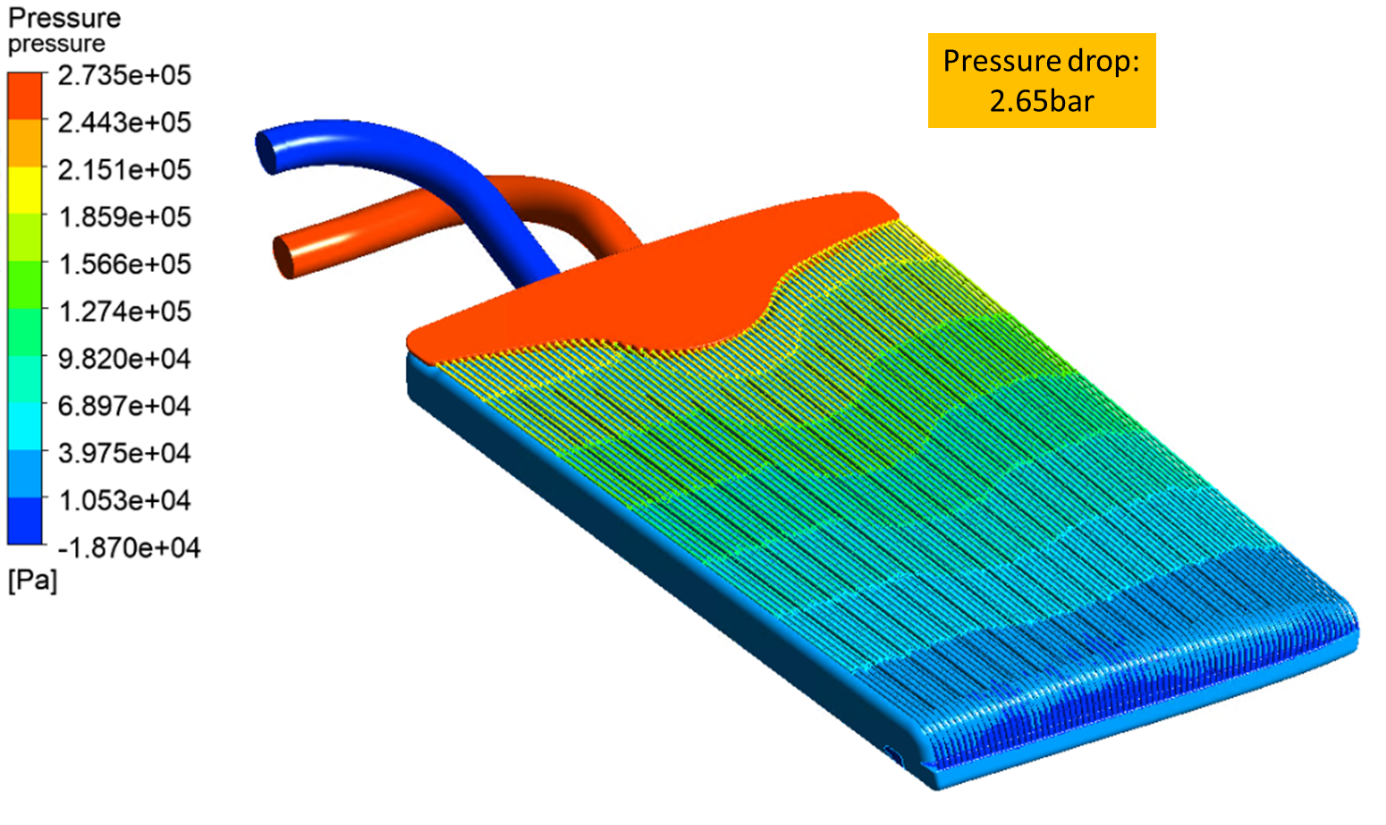 Pressure
pressure
2.735e+05
2.443e+05
2.151e+05
1.859e+05
1.566e+05
1.274e+05
9.820e+04
6.897e+04
3.975e+04
1.053e+04
-1.870e+04
[Pa]
Pressure drop:
2.65bar